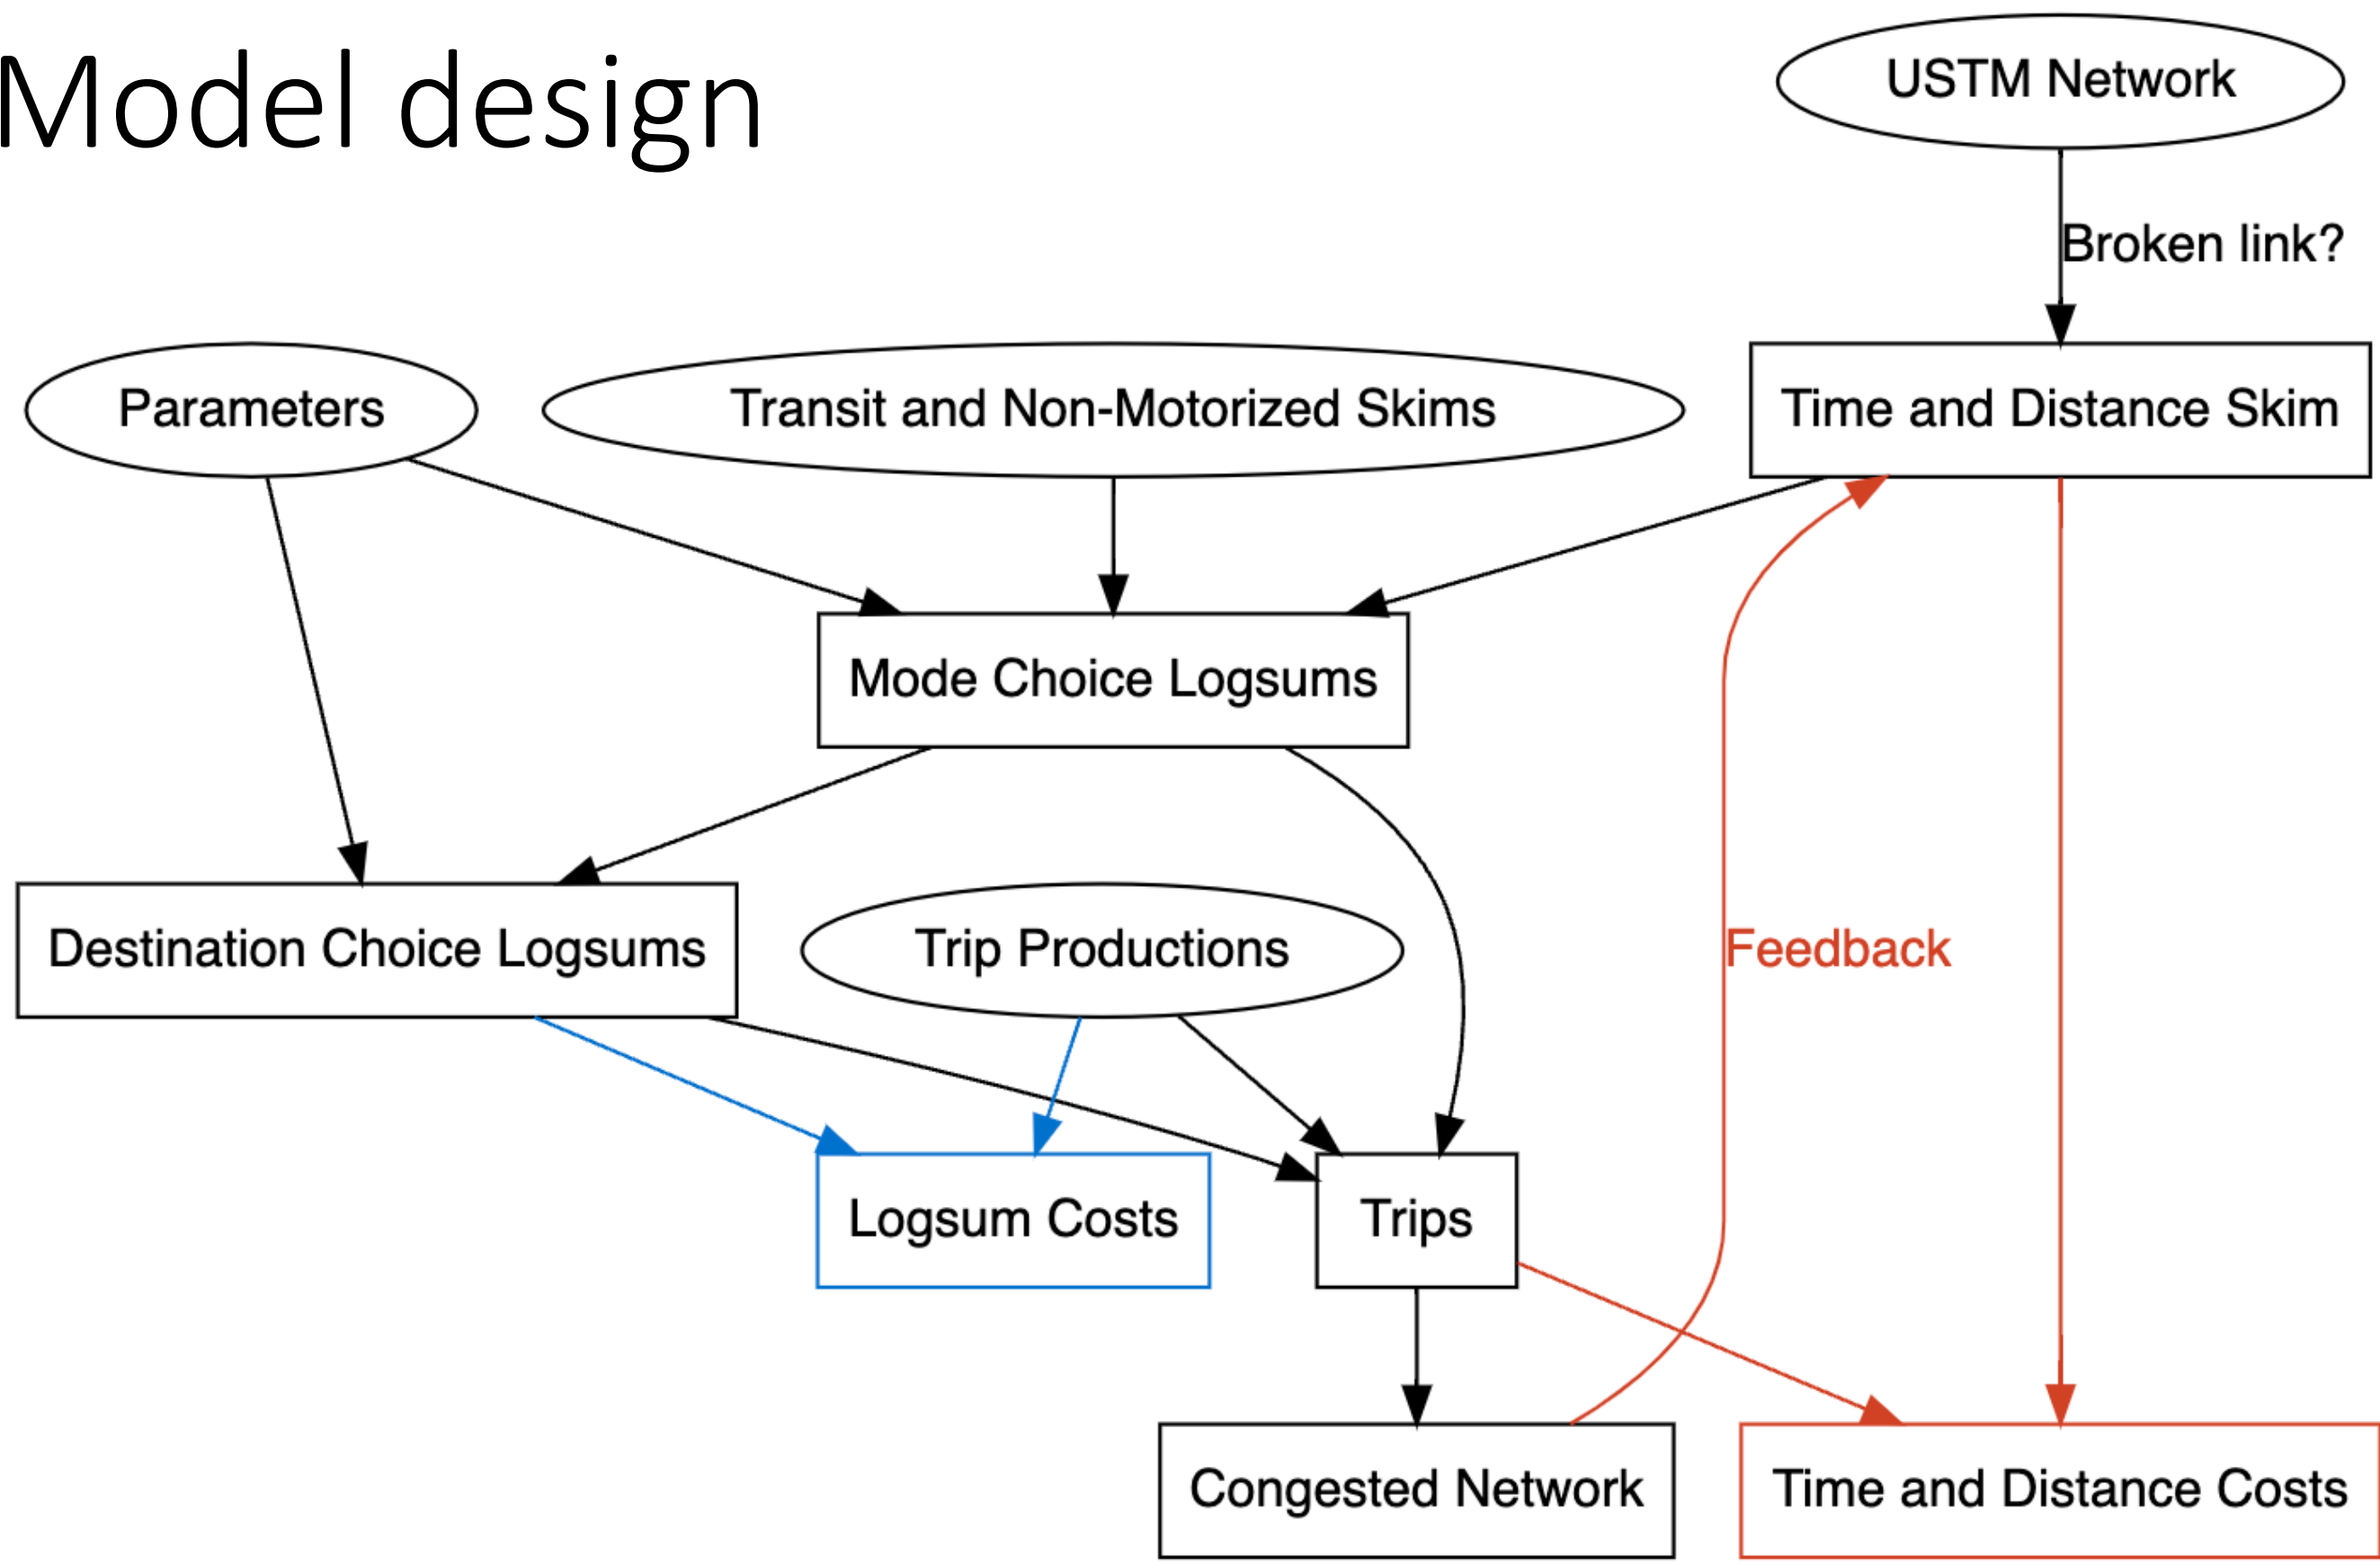 Model design
USTM Network
Broken link?
Parameters
Transit and Non-Motorized Skims
Time and Distance Skim
Mode Choice Logsums
Destination Choice Logsums
Trip Productions
Feedback
Logsum Costs
Trips
Congested Network
Time and Distance Costs